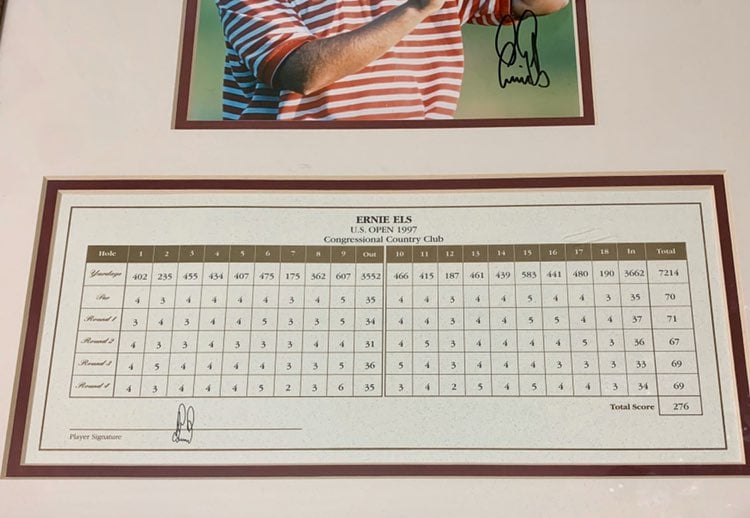 ERNIE ELS
U.S. OPEN 1997
Congressional Country Club
Hole 1 2 3 4 5 6 7 8 9 Out 10 11 12 13 14 15 16 17 18 In Total
Yardage 402 235 455 434 407 475 175 362 607 3552 466 415 187 461 439 583 441 480 190 3662 7214
Par 4 3 4 4 4 4 3 4 5 35 4 4 3 4 4 5 4 4 3 35 70
Round 1 3 4 3 4 4 5 3 3 5 34 4 4 3 4 4 5 4 4 4 37 71
Round 2 4 3 3 4 3 3 3 4 4 31 4 5 3 4 4 4 4 5 3 36 67
Round 3 4 5 4 4 4 4 3 3 5 36 5 4 3 4 4 4 3 3 3 33 69
Round 4 4 3 4 4 4 5 2 3 6 35 3 4 2 5 4 5 4 4 3 34 69
Total Score 276
Player Signature